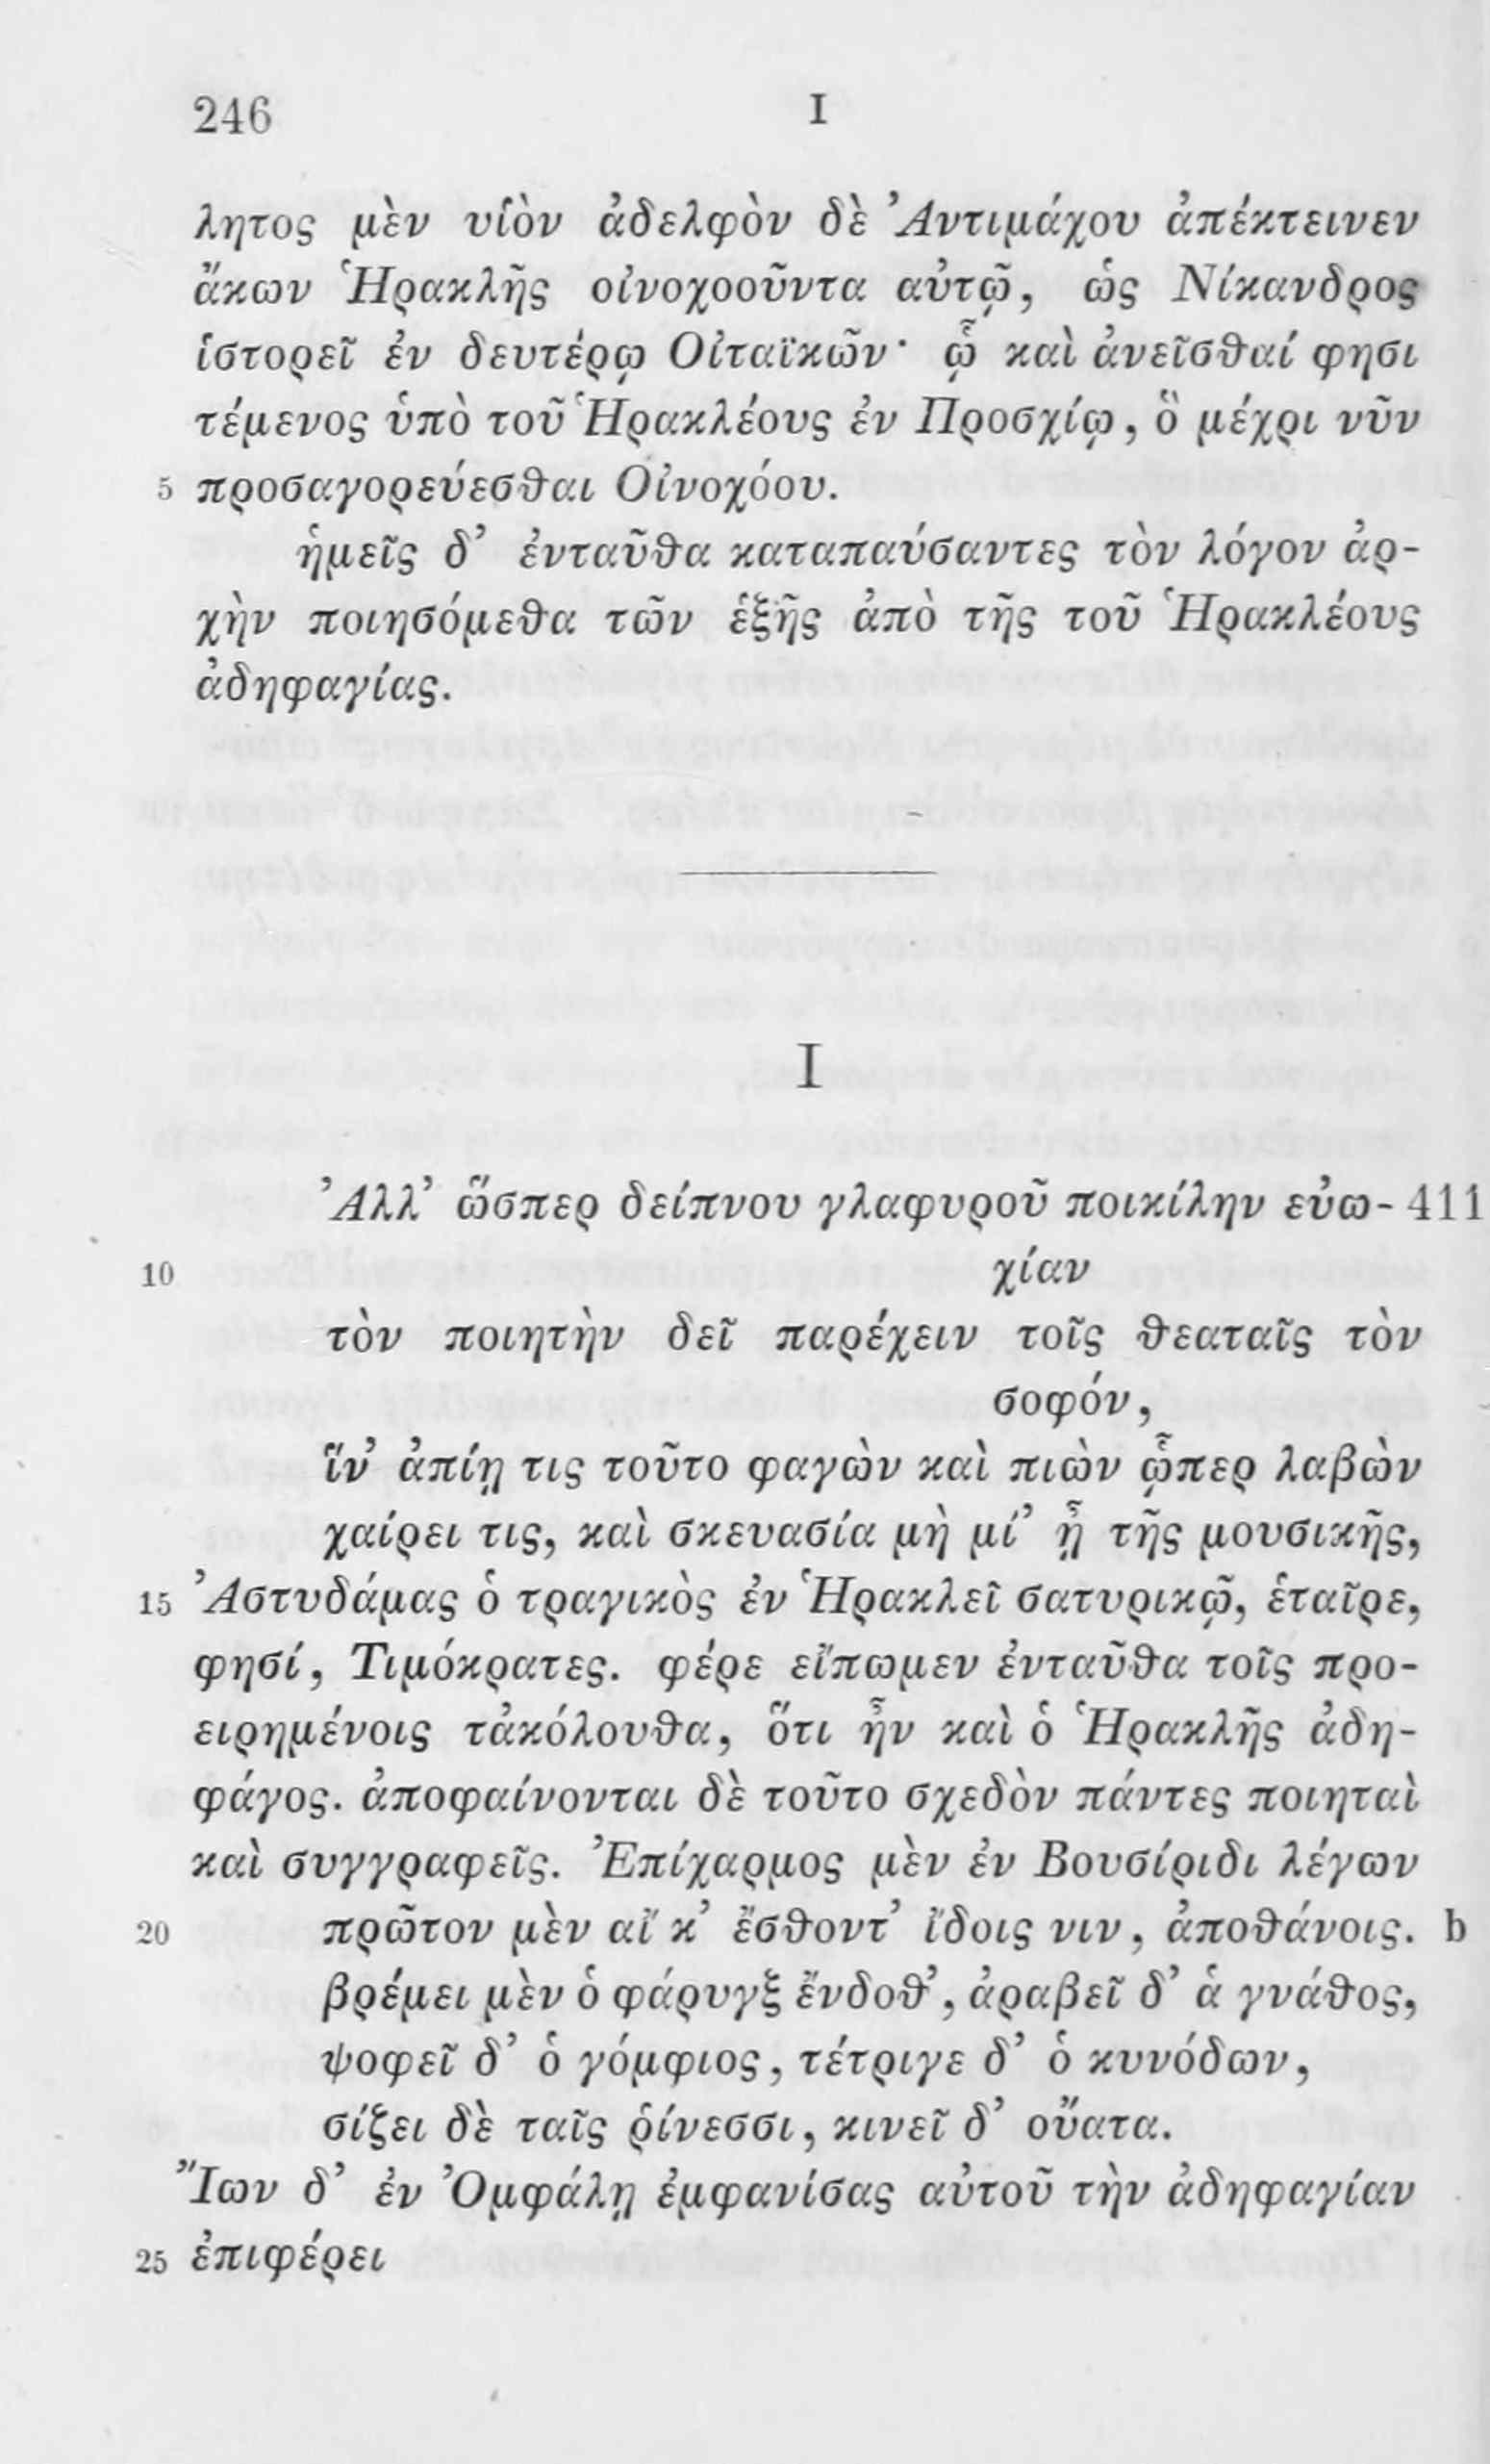 246 I
λητος μὲν υἱὸν ἀδελφὸν δὲ Ἀντιμάχου ἀπέκτεινεν
ἄκων Ἡρακλῆς οἰνοχοοῦντα αὐτῷ, ὡς Νίκανδρος
ἱστορεῖ ἐν δευτέρῳ Οἰταϊκῶν· ᾧ καὶ ἀνεῖσθαί φησι
τέμενος ὑπὸ τοῦ Ἡρακλέους ἐν Προσχίῳ, ὃ μέχρι νῦν
5 προσαγορεύεσθαι Οἰνοχόου.
ἡμεῖς δ’ ἐνταῦθα καταπαύσαντες τὸν λόγον ἀρ-
χὴν ποιησόμεθα τῶν ἑξῆς ἀπὸ τῆς τοῦ Ἡρακλέους
ἀδηφαγίας.
I
Ἀλλ’ ὥσπερ δείπνου γλαφυροῦ ποικίλην εὐω- 411
10 χίαν
τὸν ποιητὴν δεῖ παρέχειν τοῖς θεαταῖς τὸν
σοφόν,
ἵν’ ἀπίῃ τις τοῦτο φαγὼν καὶ πιὼν ᾧπερ λαβὼν
χαίρει τις, καὶ σκευασία μὴ μί’ ᾖ τῆς μουσικῆς,
15 Ἀστυδάμας ὁ τραγικὸς ἐν Ἡρακλεῖ σατυρικῷ, ἑταῖρε,
φησί, Τιμόκρατες. φέρε εἴπωμεν ἐνταῦθα τοῖς προ-
ειρημένοις τἀκόλουθα, ὅτι ἦν καὶ ὁ Ἡρακλῆς ἀδη-
φάγος. ἀποφαίνονται δὲ τοῦτο σχεδὸν πάντες ποιηταὶ
καὶ συγγραφεῖς. Ἐπίχαρμος μὲν ἐν Βουσίριδι λέγων
20 πρῶτον μὲν αἴ κ’ ἔσθοντ’ ἴδοις νιν, ἀποθάνοις. b
βρέμει μὲν ὁ φάρυγξ ἔνδοθ’, ἀραβεῖ δ’ ἁ γνάθος,
ψοφεῖ δ’ ὁ γόμφιος, τέτριγε δ’ ὁ κυνόδων,
σίζει δὲ ταῖς ῥίνεσσι, κινεῖ δ’ οὔατα.
Ἴων δ’ ἐν Ὀμφάλῃ ἐμφανίσας αὐτοῦ τὴν ἀδηφαγίαν
25 ἐπιφέρει